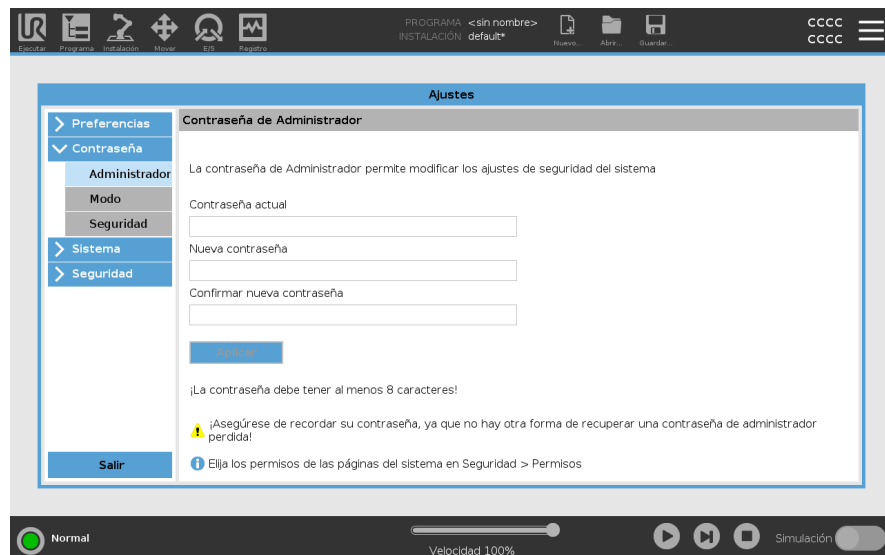 PROGRAMA <sin nombre>
INSTALACIÓN default*
cccc
cccc
Ejecutar Programa Instalación Mover E/S Registro Nuevo... Abrir... Guardar...
Ajustes
Preferencias
Contraseña
Administrador
Modo
Seguridad
Sistema
Seguridad
Salir
Contraseña de Administrador
La contraseña de Administrador permite modificar los ajustes de seguridad del sistema
Contraseña actual
Nueva contraseña
Confirmar nueva contraseña
Aplicar
¡La contraseña debe tener al menos 8 caracteres!
¡Asegúrese de recordar su contraseña, ya que no hay otra forma de recuperar una contraseña de administrador
perdida!
Elija los permisos de las páginas del sistema en Seguridad > Permisos
Normal
Velocidad 100%
Simulación